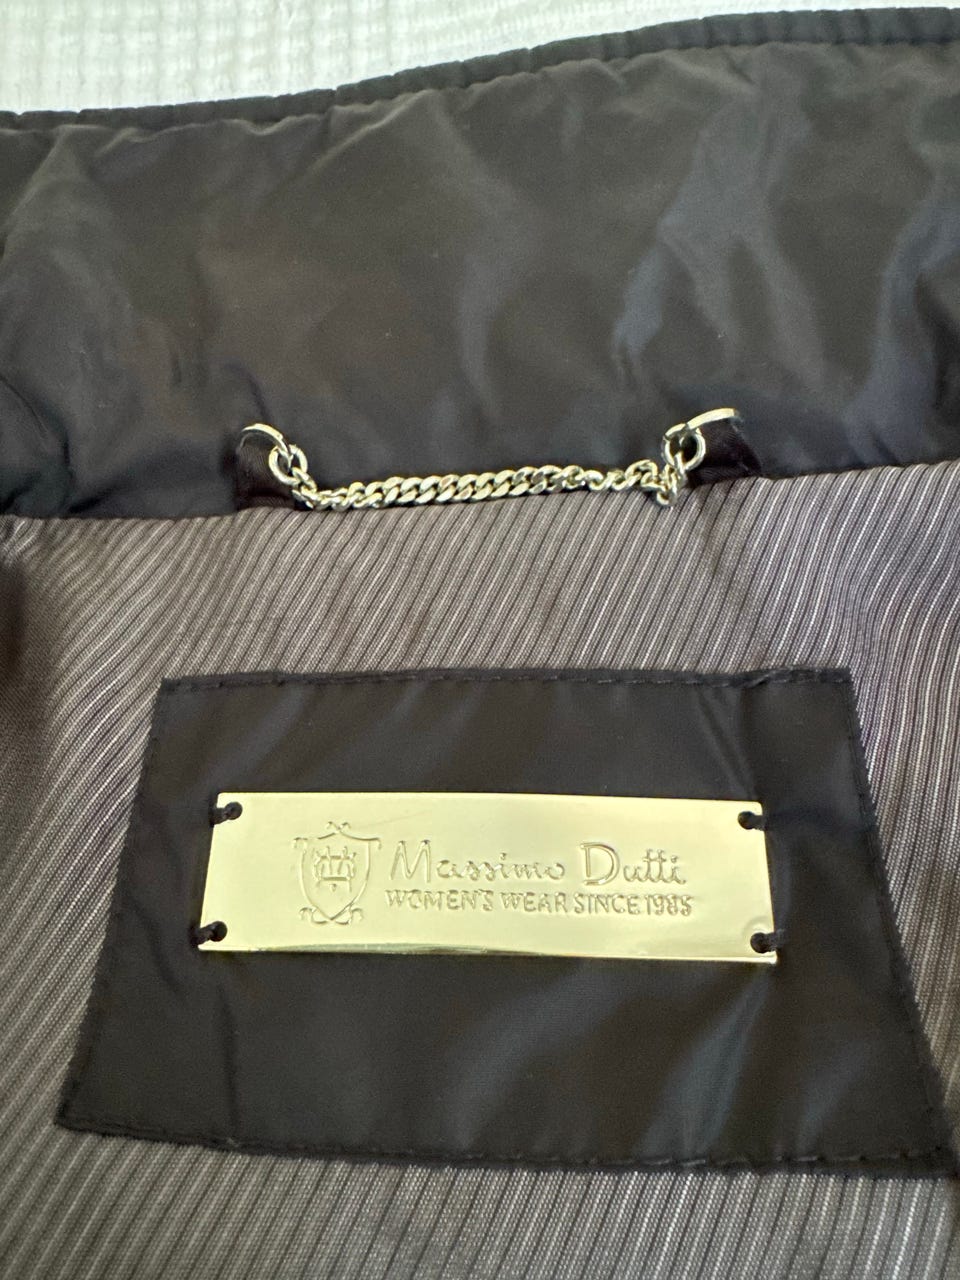 Massimo Dutti
WOMEN'S WEAR SINCE 1985